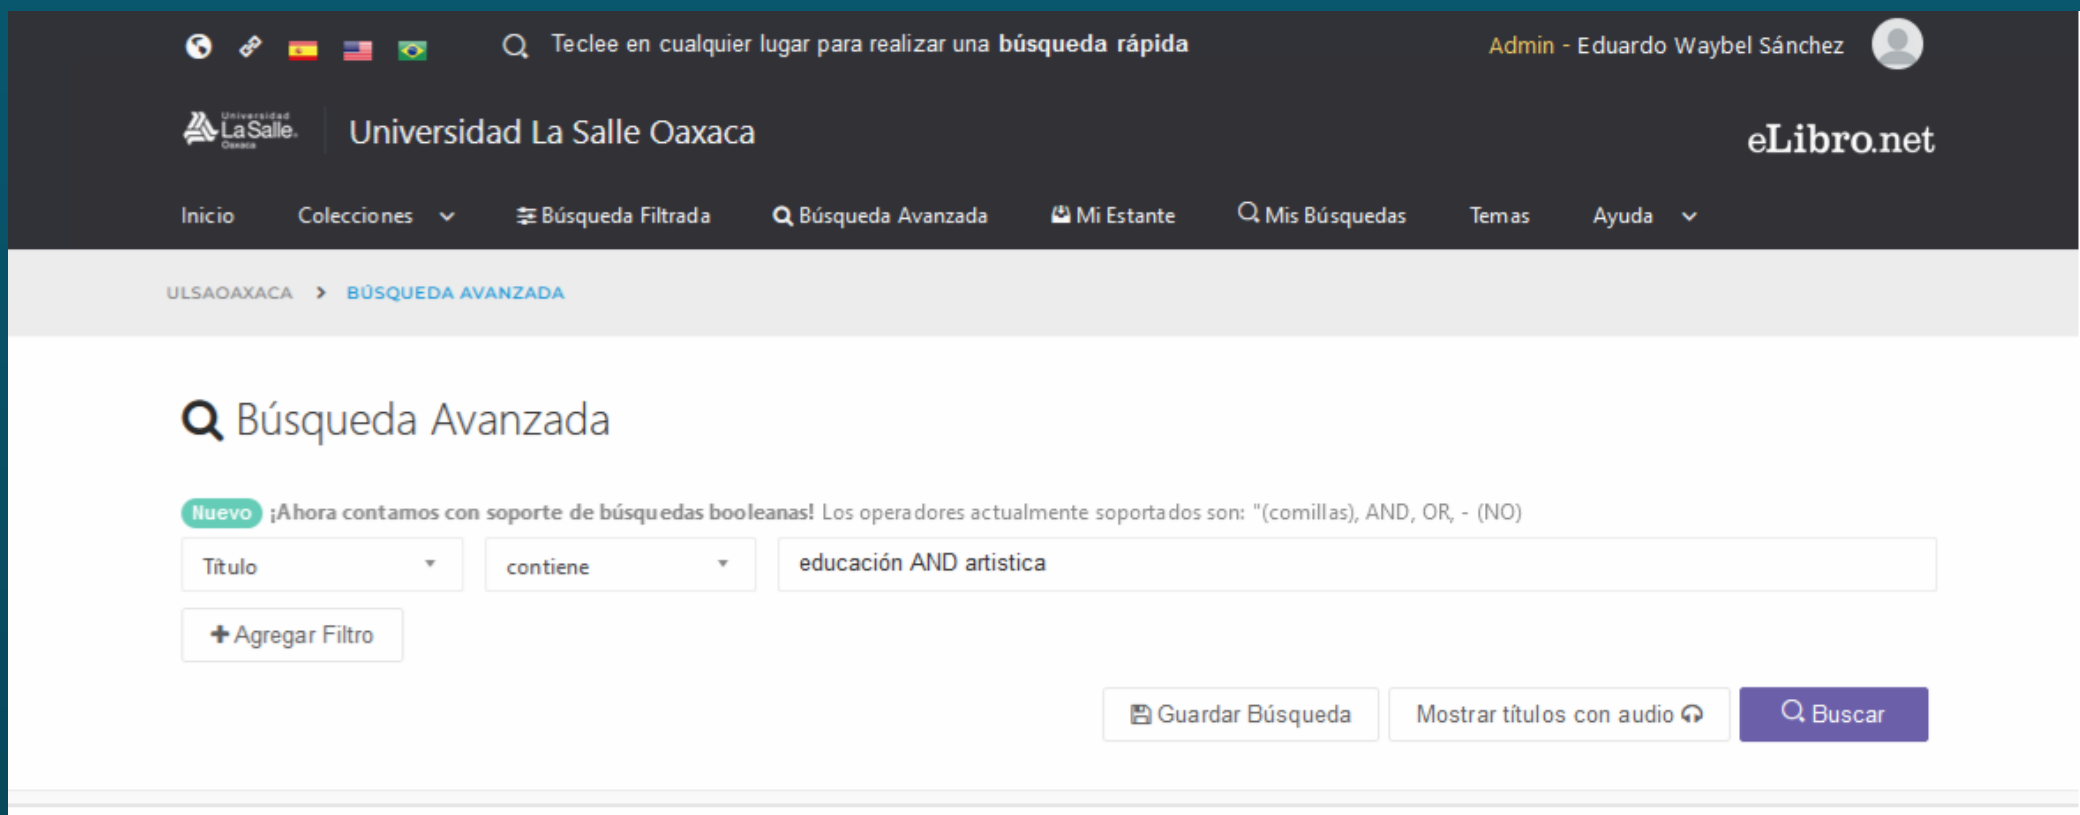 Teclee en cualquier lugar para realizar una búsqueda rápida
Admin - Eduardo Waybel Sánchez
Universidad
LaSalle.
Oaxaca
Universidad La Salle Oaxaca
eLibro.net
Inicio Colecciones Búsqueda Filtrada Búsqueda Avanzada Mi Estante Mis Búsquedas Temas Ayuda
ULSAOAXACA > BÚSQUEDA AVANZADA
Búsqueda Avanzada
Nuevo ¡Ahora contamos con soporte de búsquedas booleanas! Los operadores actualmente soportados son: "(comillas), AND, OR, - (NO)
Título contiene educación AND artistica
+ Agregar Filtro
Guardar Búsqueda Mostrar títulos con audio Buscar